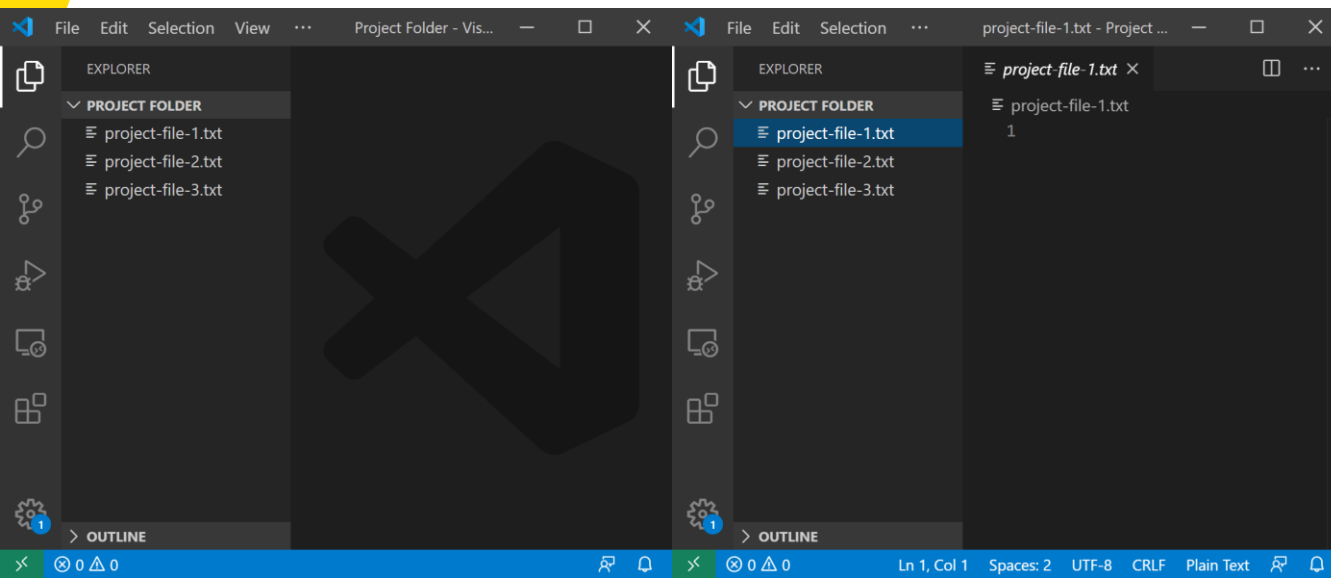 File Edit Selection View ··· Project Folder - Vis...
EXPLORER
PROJECT FOLDER
project-file-1.txt
project-file-2.txt
project-file-3.txt
1
OUTLINE
0 0
File Edit Selection ··· project-file-1.txt - Project ...
EXPLORER
PROJECT FOLDER
project-file-1.txt
project-file-2.txt
project-file-3.txt
1
OUTLINE
project-file-1.txt
project-file-1.txt
1
0 0 Ln 1, Col 1 Spaces: 2 UTF-8 CRLF Plain Text